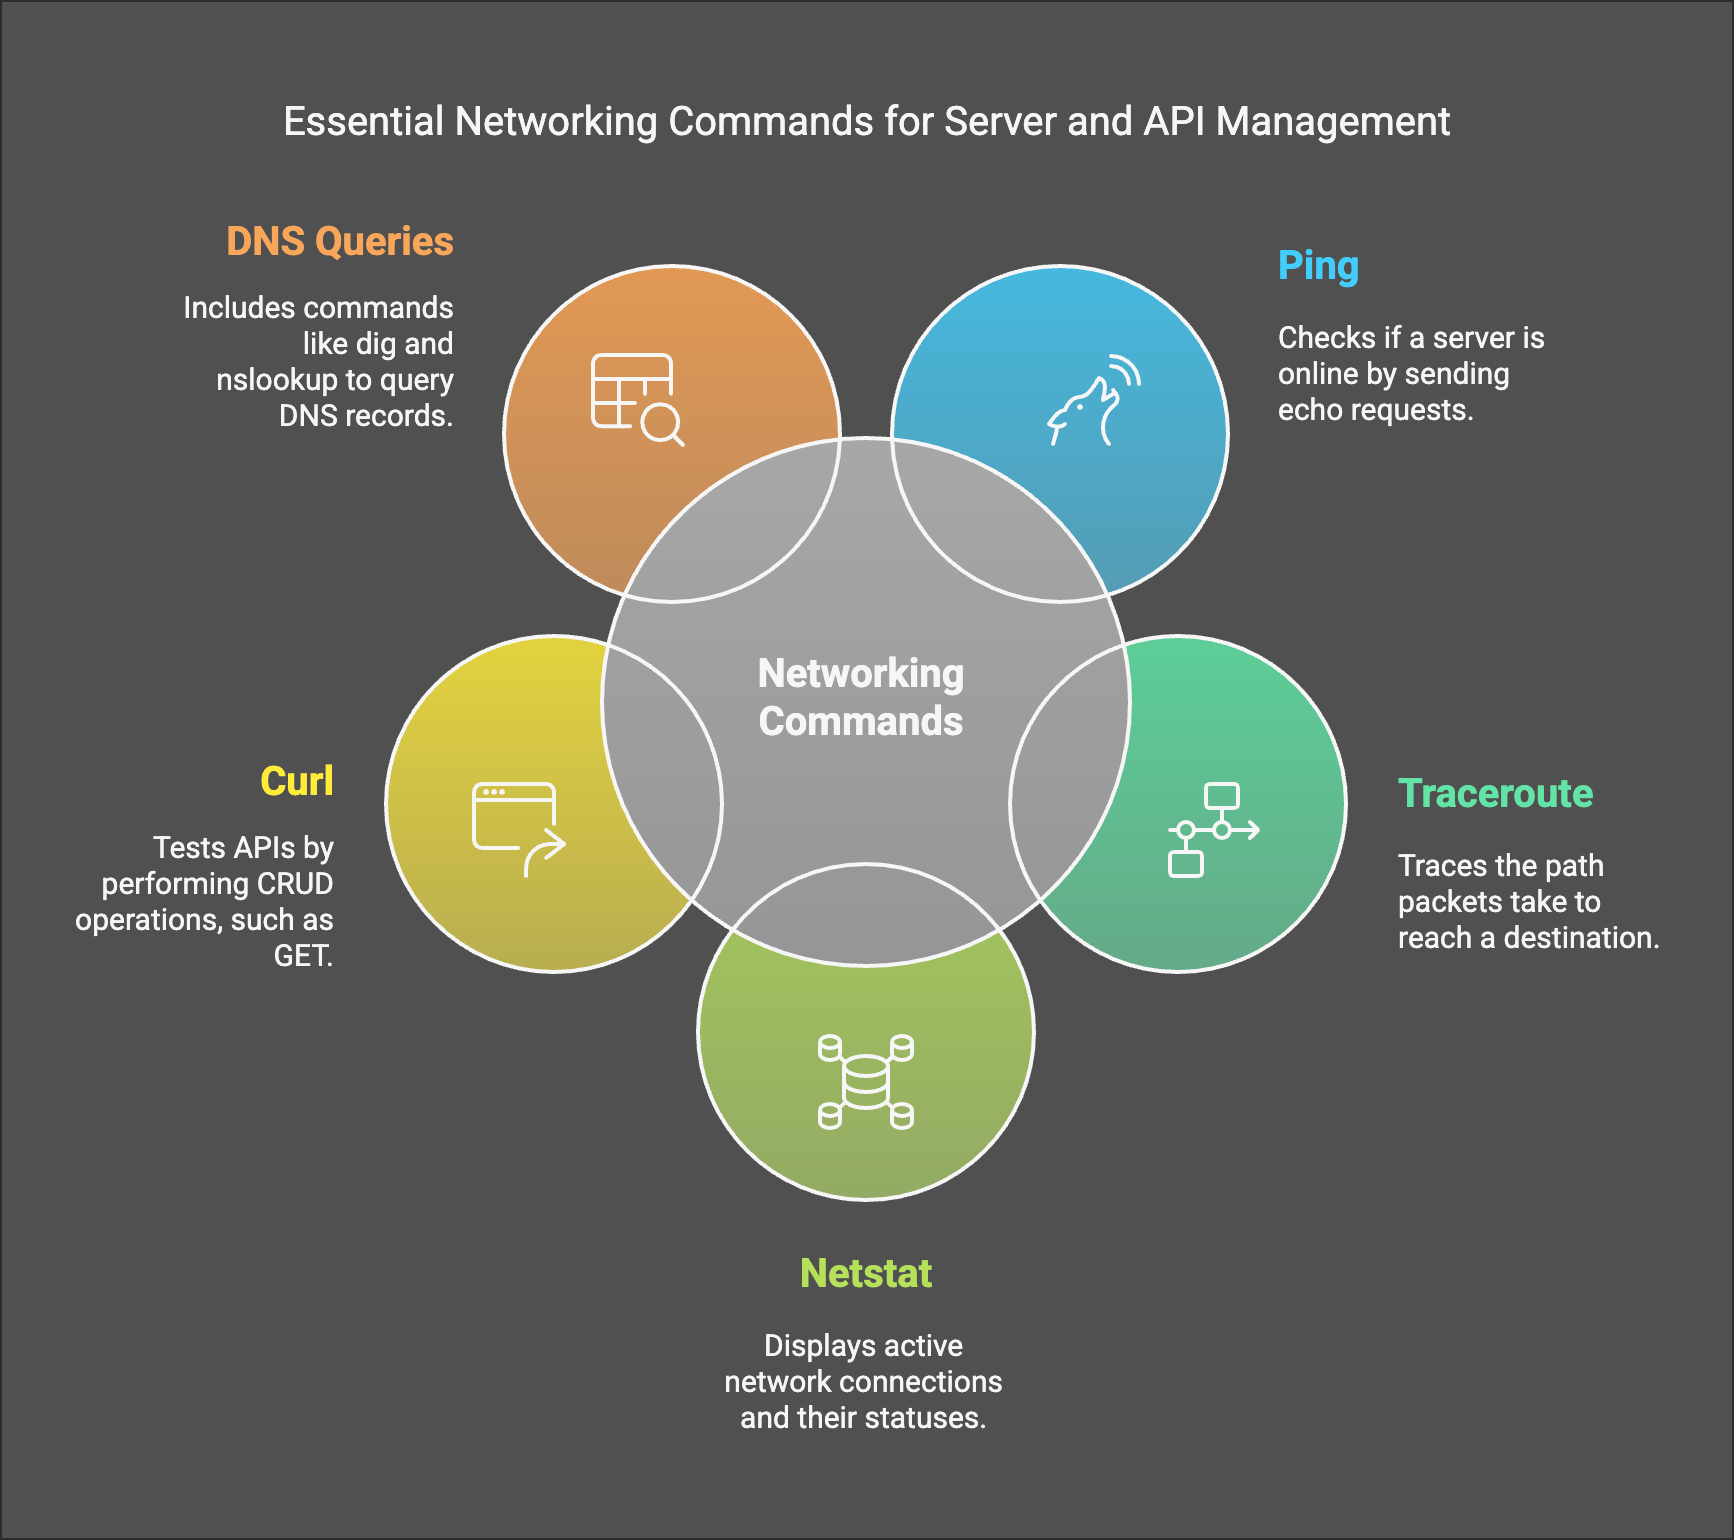 Essential Networking Commands for Server and API Management
DNS Queries
Includes commands
like dig and
nslookup to query
DNS records.
Ping
Checks if a server is
online by sending
echo requests.
Networking
Commands
Curl
Tests APIs by
performing CRUD
operations, such as
GET.
Traceroute
Traces the path
packets take to
reach a destination.
Netstat
Displays active
network connections
and their statuses.